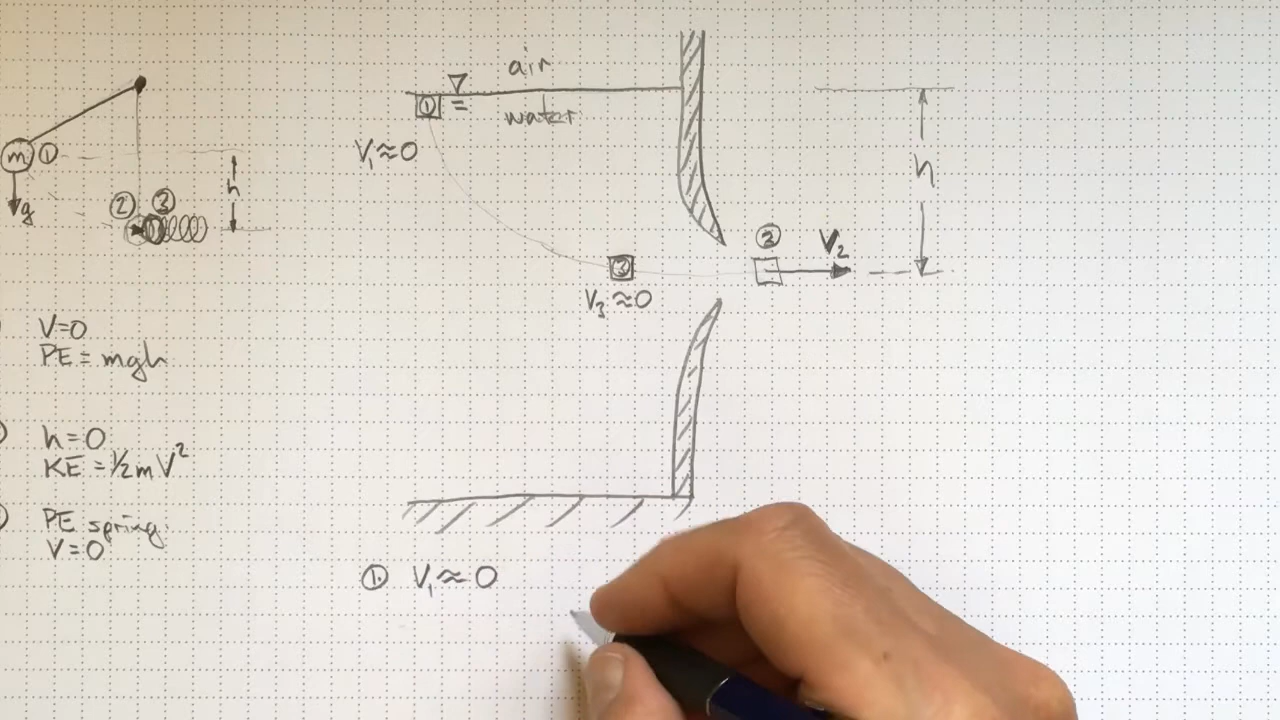 air
water
①
V₁≈0
m ①
g
② ③
h
③
V₃≈0
②
V₂
h
V=0
PE = mgh
h=0
KE = ½mV²
PE spring
V=0
① V₁≈0